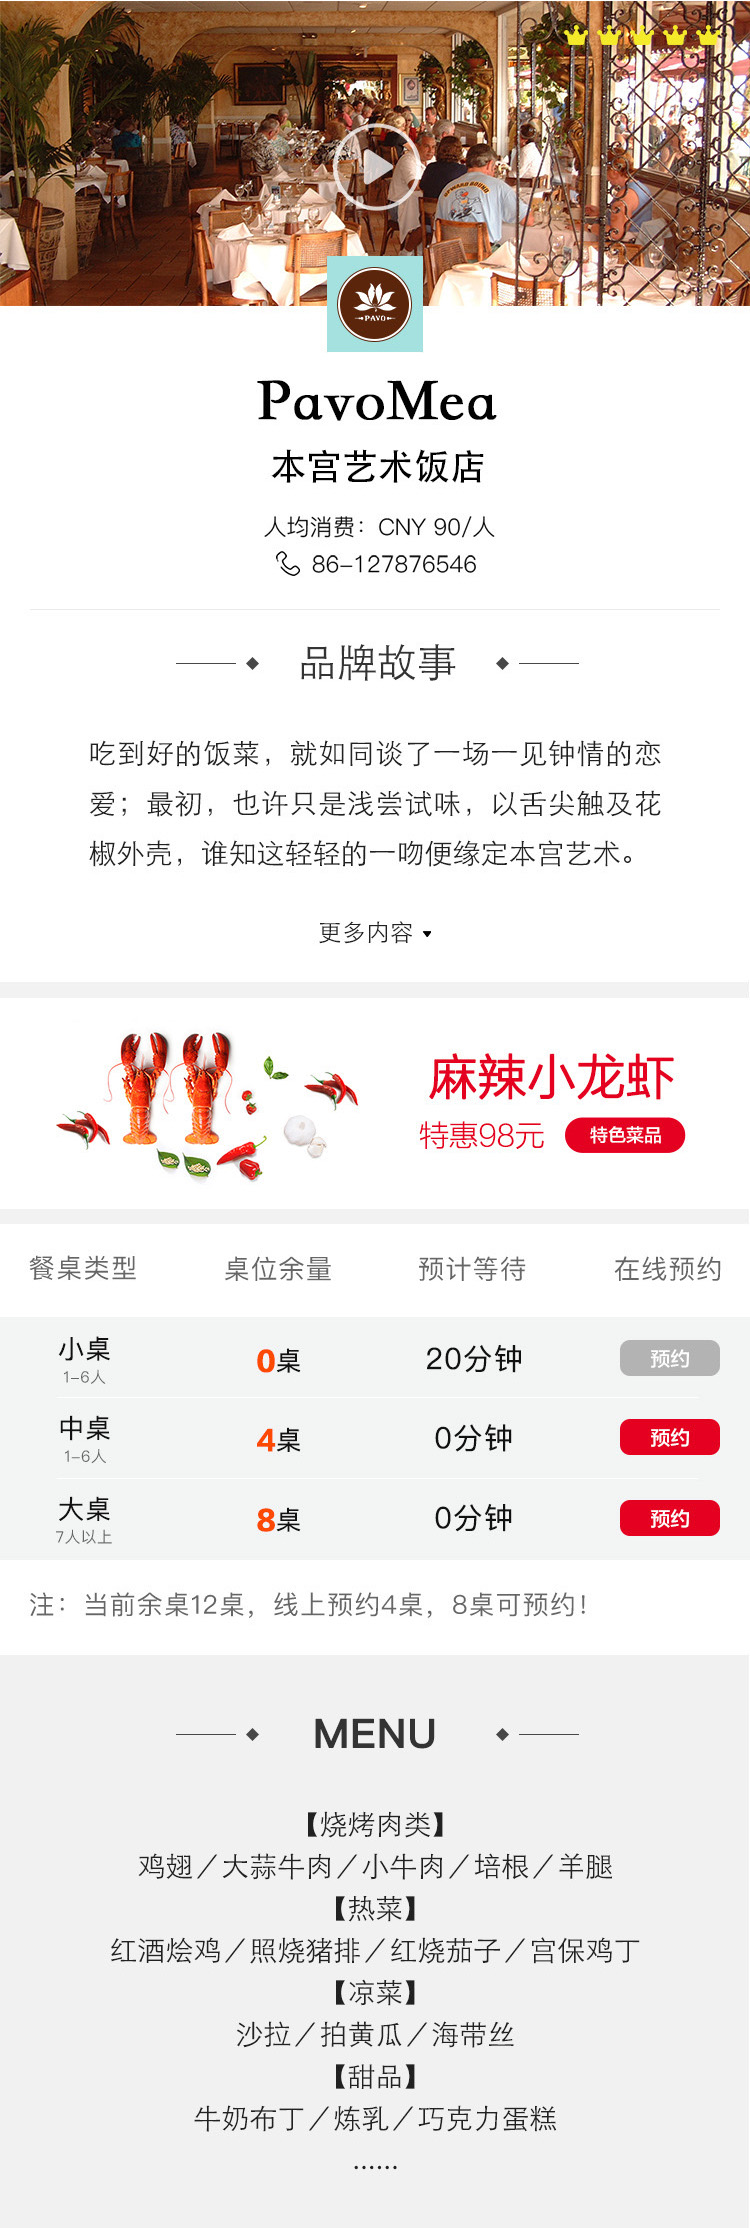 PAVO
PavoMea
本宫艺术饭店
人均消费：CNY 90/人
86-127876546
品牌故事
吃到好的饭菜，就如同谈了一场一见钟情的恋
爱；最初，也许只是浅尝试味，以舌尖触及花
椒外壳，谁知这轻轻的一吻便缘定本宫艺术。
更多内容
麻辣小龙虾
特惠98元 特色菜品
餐桌类型 桌位余量 预计等待 在线预约
小桌 0桌 20分钟 预约
1-6人
中桌 4桌 0分钟 预约
1-6人
大桌 8桌 0分钟 预约
7人以上
注：当前余桌12桌，线上预约4桌，8桌可预约！
MENU
【烧烤肉类】
鸡翅／大蒜牛肉／小牛肉／培根／羊腿
【热菜】
红酒烩鸡／照烧猪排／红烧茄子／宫保鸡丁
【凉菜】
沙拉／拍黄瓜／海带丝
【甜品】
牛奶布丁／炼乳／巧克力蛋糕
......